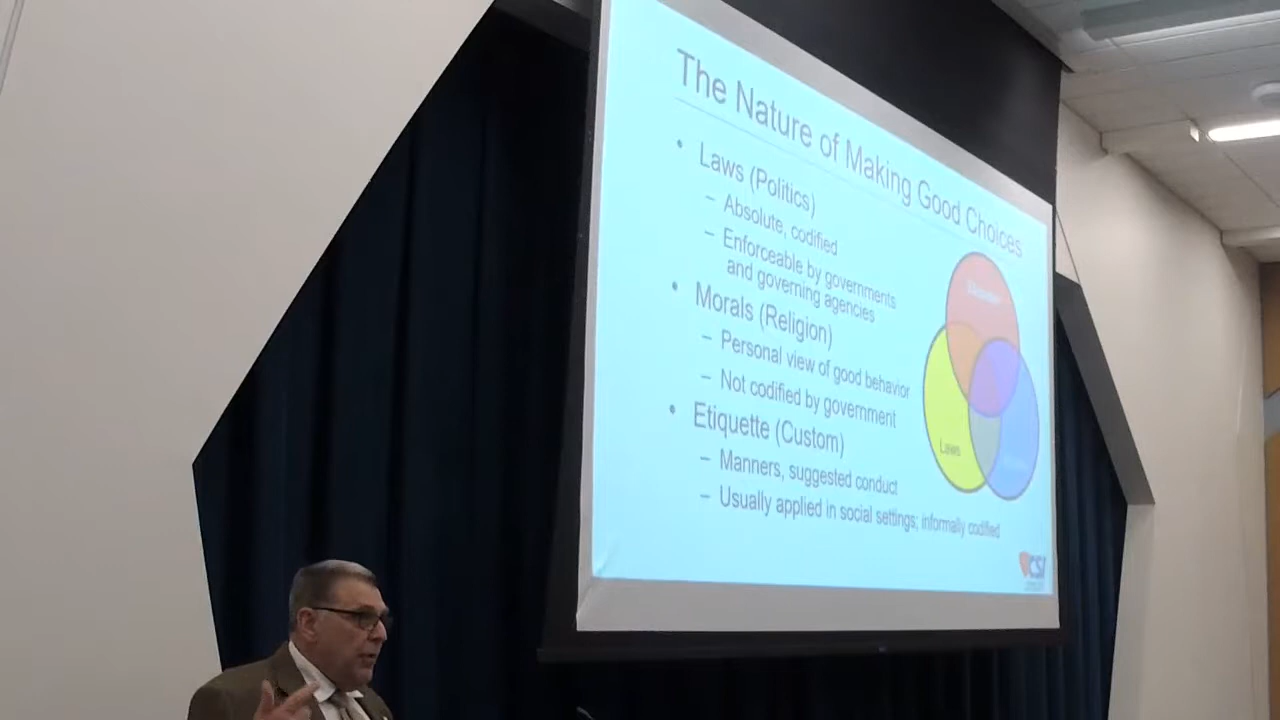 The Nature of Making Good Choices
• Laws (Politics)
– Absolute, codified
– Enforceable by governments
and governing agencies
• Morals (Religion)
– Personal view of good behavior
– Not codified by government
• Etiquette (Custom)
– Manners, suggested conduct
– Usually applied in social settings; informally codified
Laws
CSI